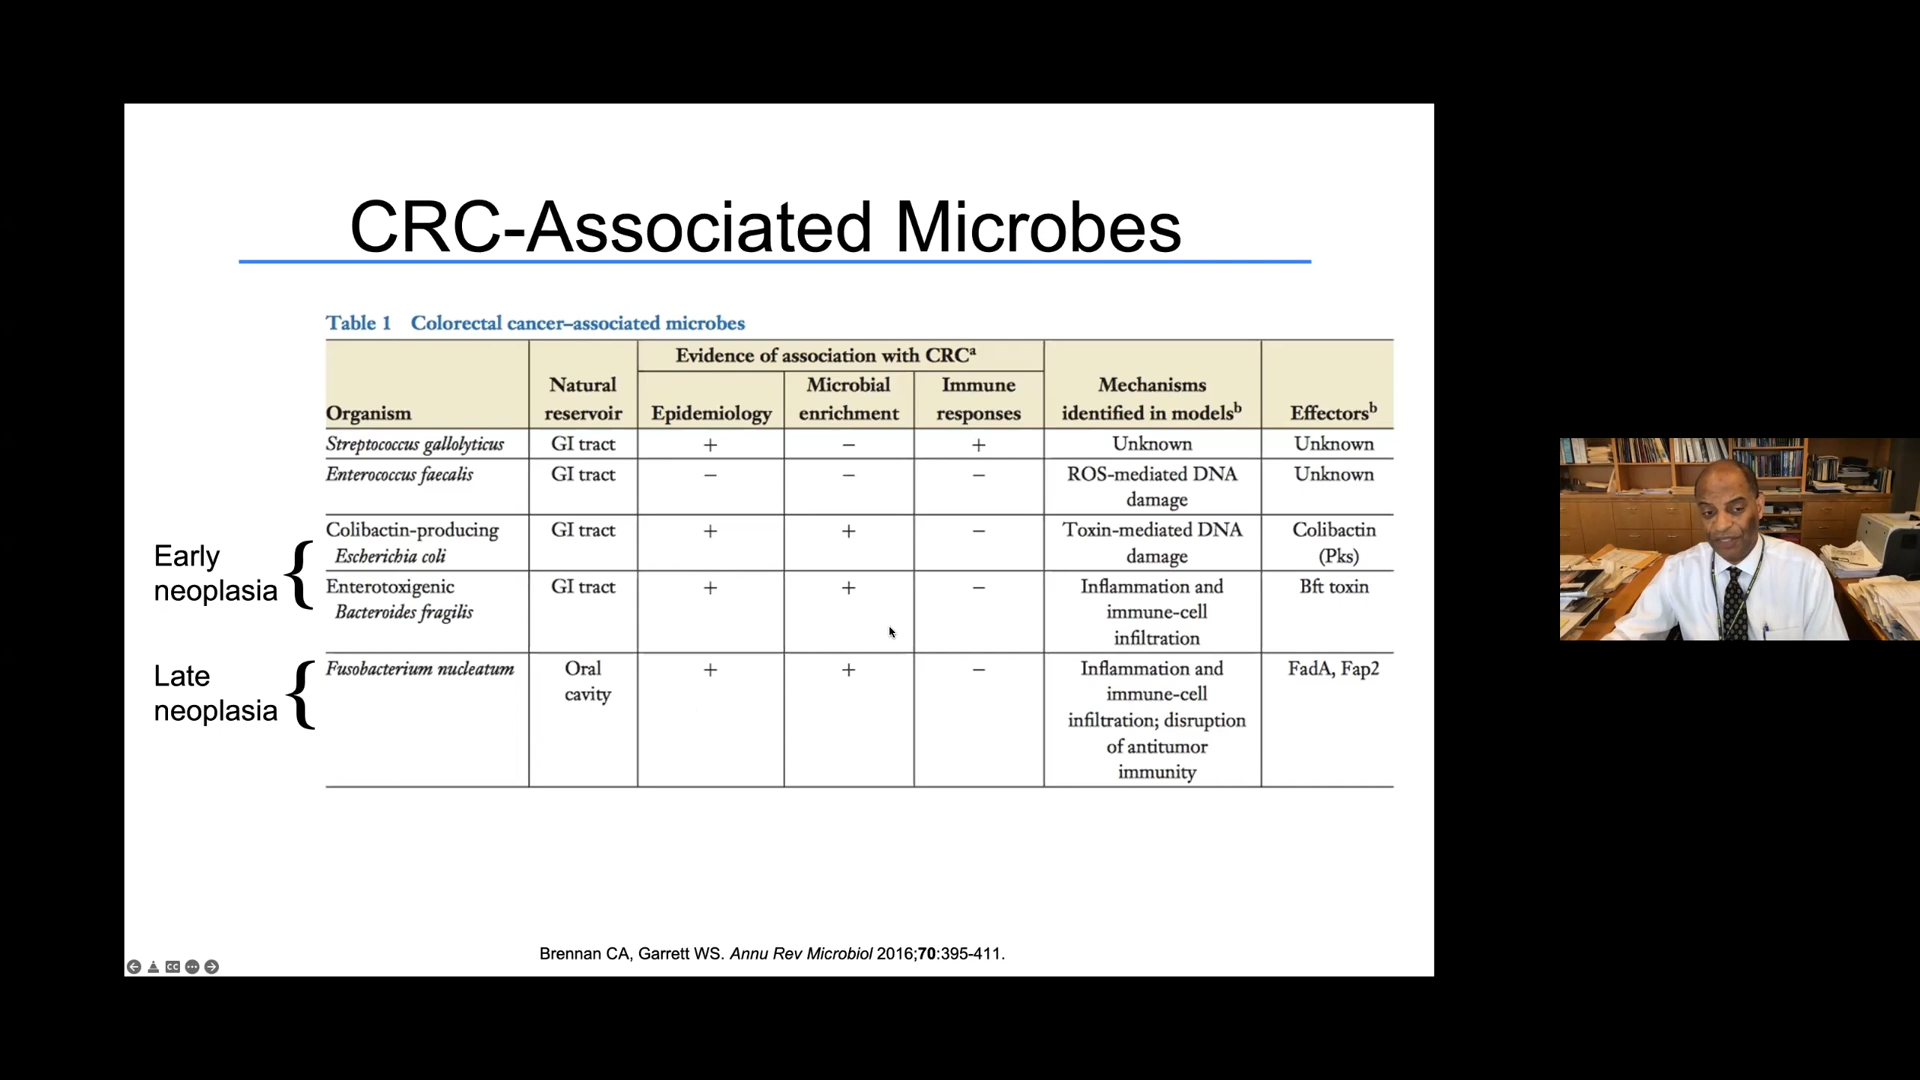 CRC-Associated Microbes
Table 1 Colorectal cancer–associated microbes
Evidence of association with CRCᵃ
Organism
Natural
reservoir
Epidemiology
Microbial
enrichment
Immune
responses
Mechanisms
identified in modelsᵇ
Effectorsᵇ
Streptococcus gallolyticus
GI tract
+
−
+
Unknown
Unknown
Enterococcus faecalis
GI tract
−
−
−
ROS-mediated DNA
damage
Unknown
Early
neoplasia
Colibactin-producing
Escherichia coli
GI tract
+
+
−
Toxin-mediated DNA
damage
Colibactin
(Pks)
Enterotoxigenic
Bacteroides fragilis
GI tract
+
+
−
Inflammation and
immune-cell
infiltration
Bft toxin
Late
neoplasia
Fusobacterium nucleatum
Oral
cavity
+
+
−
Inflammation and
immune-cell
infiltration; disruption
of antitumor
immunity
FadA, Fap2
Brennan CA, Garrett WS. Annu Rev Microbiol 2016;70:395-411.
CC